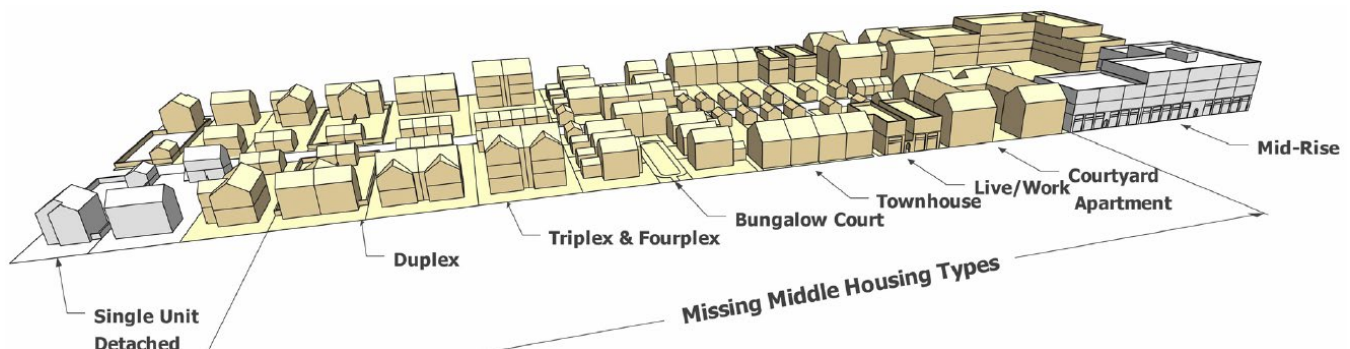 Single Unit
Detached
Duplex
Triplex & Fourplex
Bungalow Court
Townhouse
Live/Work
Courtyard
Apartment
Mid-Rise
Missing Middle Housing Types